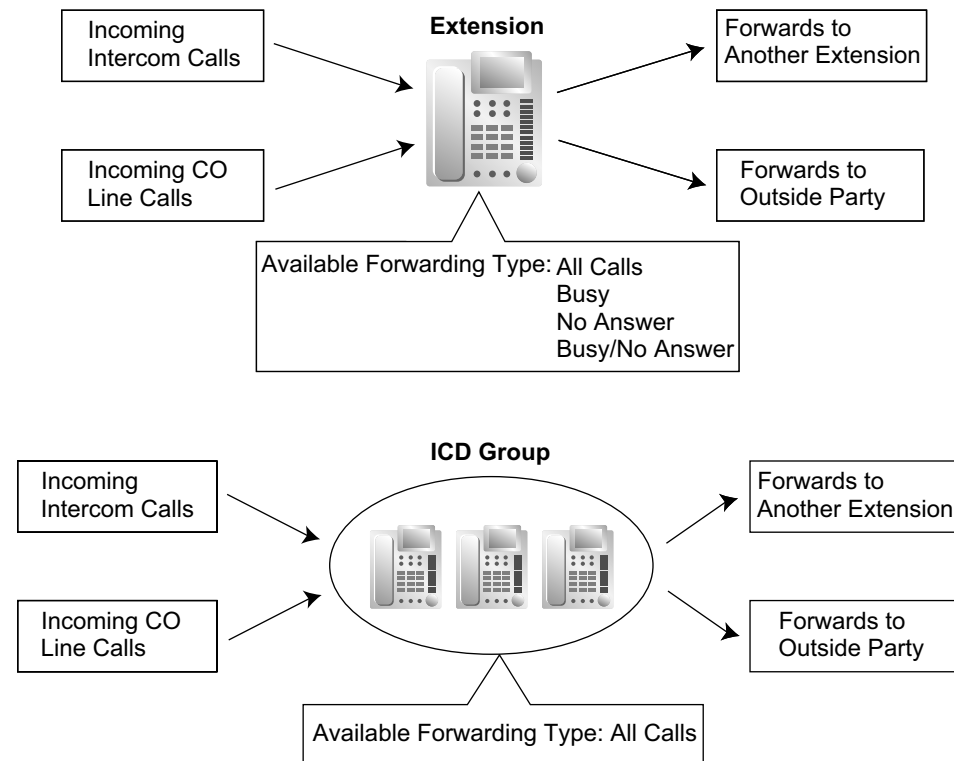 Extension
Incoming
Intercom Calls
Incoming CO
Line Calls
Forwards to
Another Extension
Forwards to
Outside Party
Available Forwarding Type: All Calls
Busy
No Answer
Busy/No Answer
ICD Group
Incoming
Intercom Calls
Incoming CO
Line Calls
Forwards to
Another Extension
Forwards to
Outside Party
Available Forwarding Type: All Calls